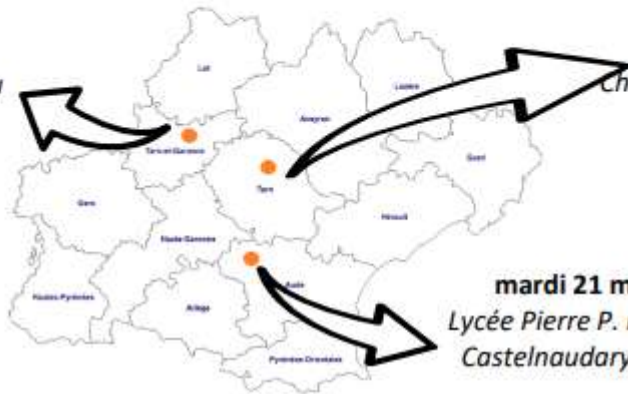 Lot
Lozère
Ch
Aveyron
Tarn-et-Garonne
Gard
Tarn
Gers
Hérault
Haute-Garonne
mardi 21 m
Aude
Hautes-Pyrénées
Ariège
Lycée Pierre P.
Castelnaudary
Pyrénées-Orientales